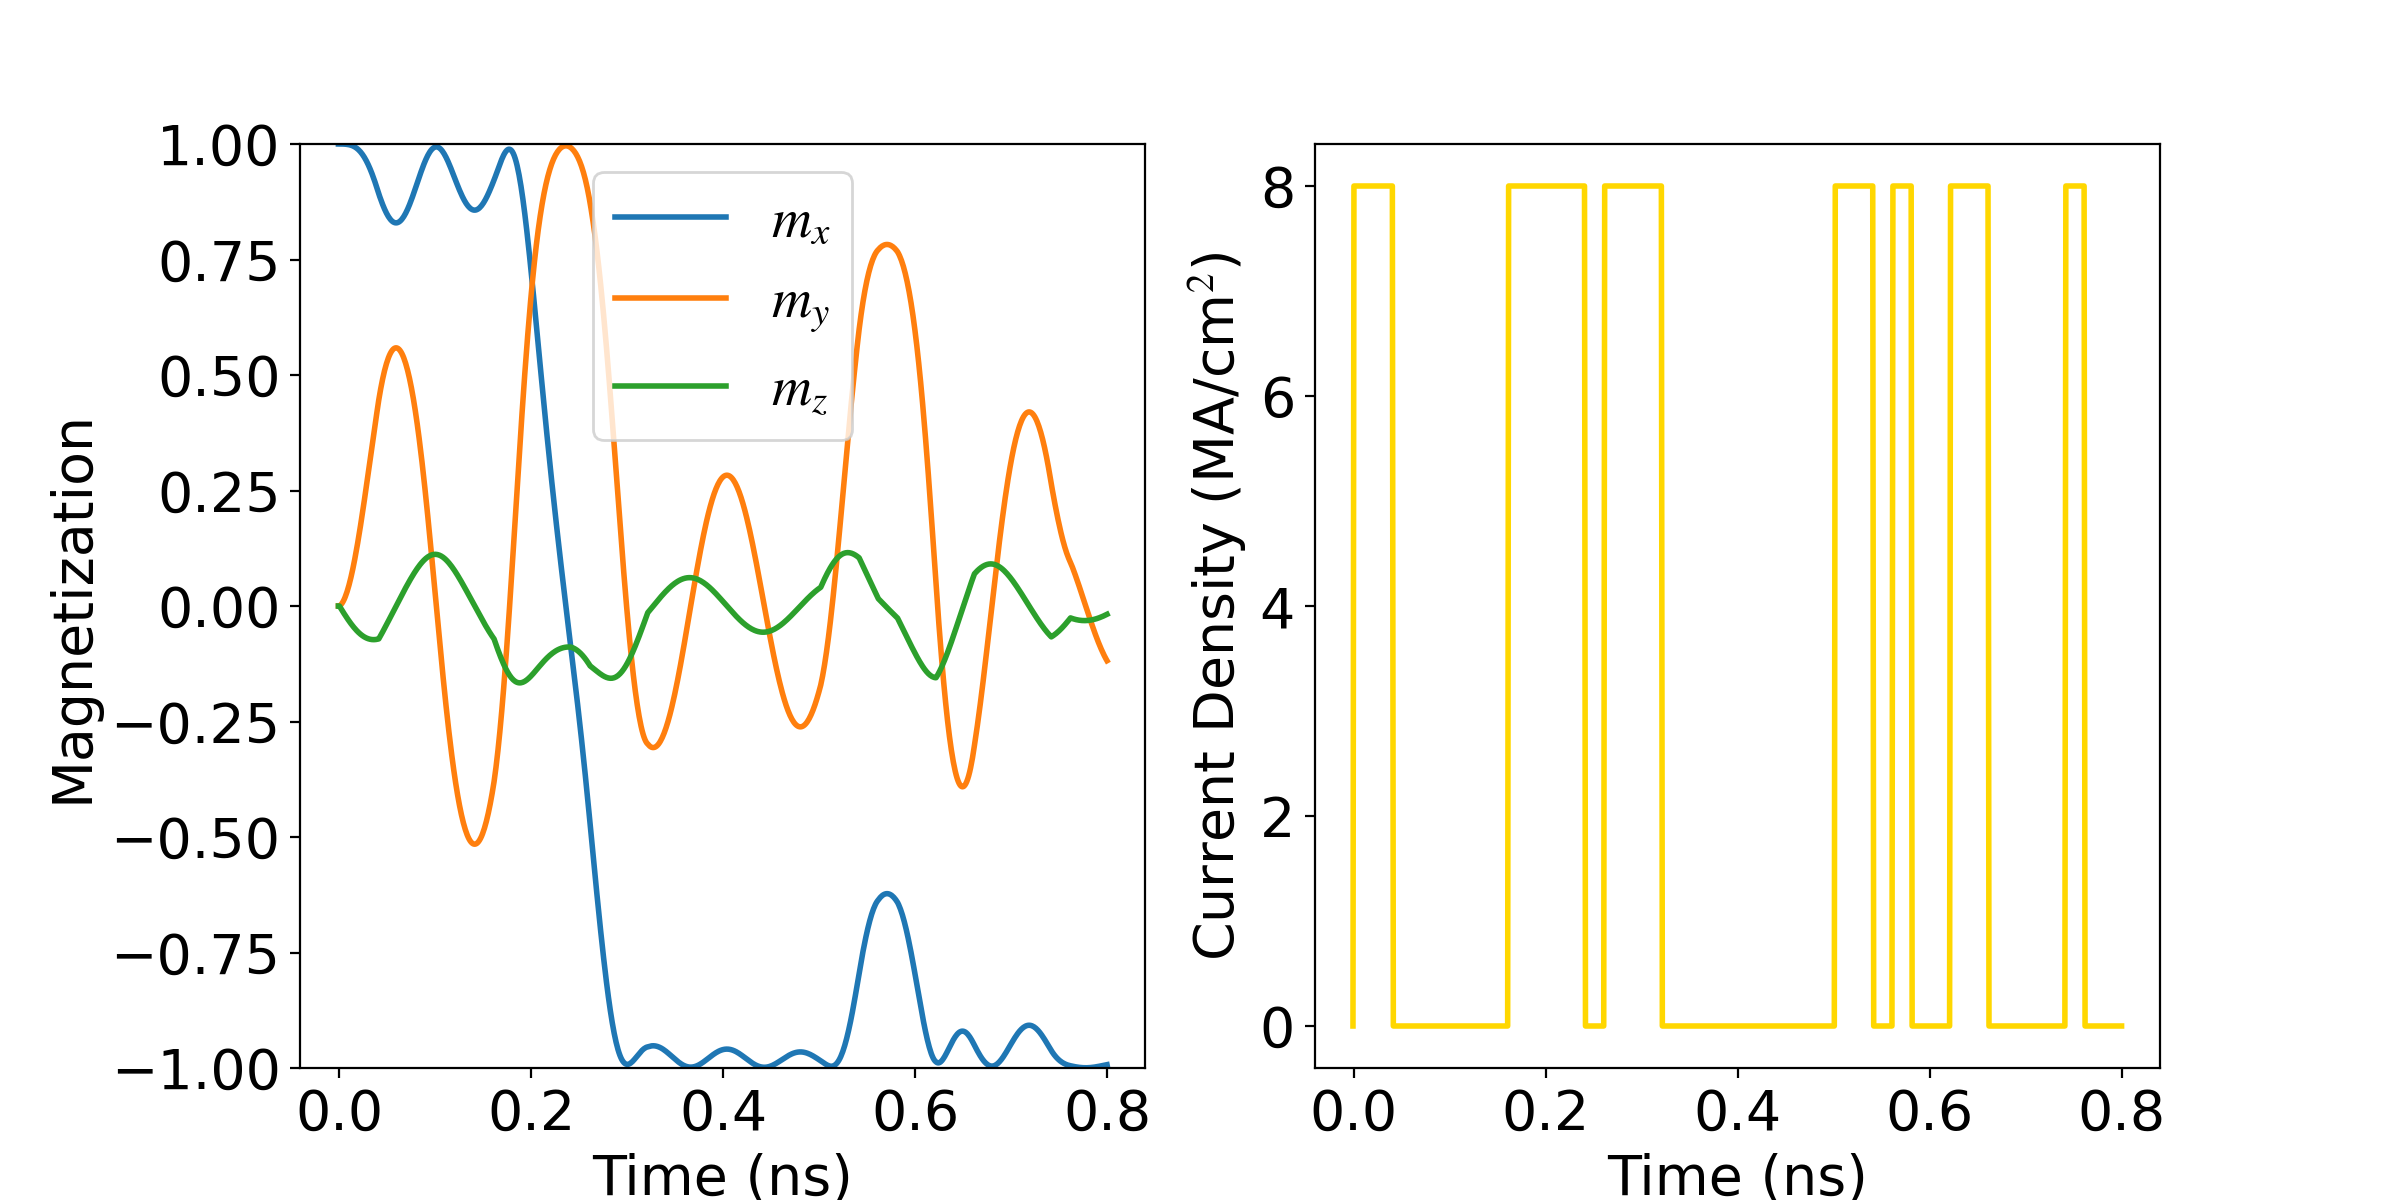 Magnetization
1.00
0.75
0.50
0.25
0.00
−0.25
−0.50
−0.75
−1.00
0.0 0.2 0.4 0.6 0.8
Time (ns)
m_x
m_y
m_z
Current Density (MA/cm²)
8
6
4
2
0
0.0 0.2 0.4 0.6 0.8
Time (ns)